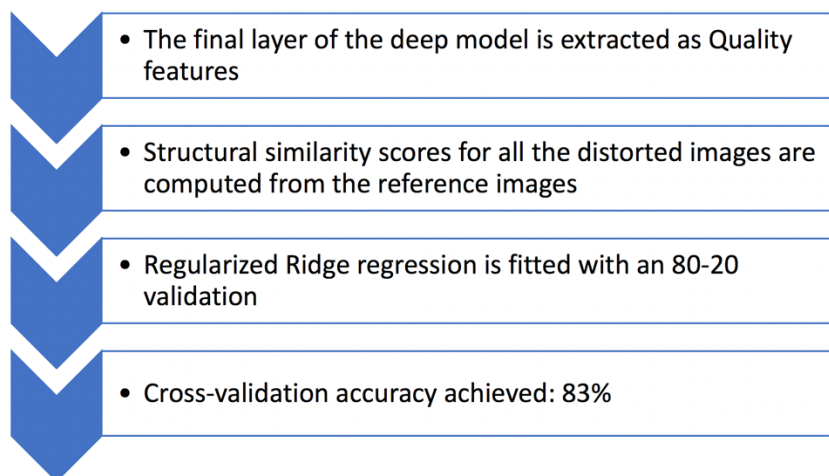 • The final layer of the deep model is extracted as Quality
features
• Structural similarity scores for all the distorted images are
computed from the reference images
• Regularized Ridge regression is fitted with an 80-20
validation
• Cross-validation accuracy achieved: 83%